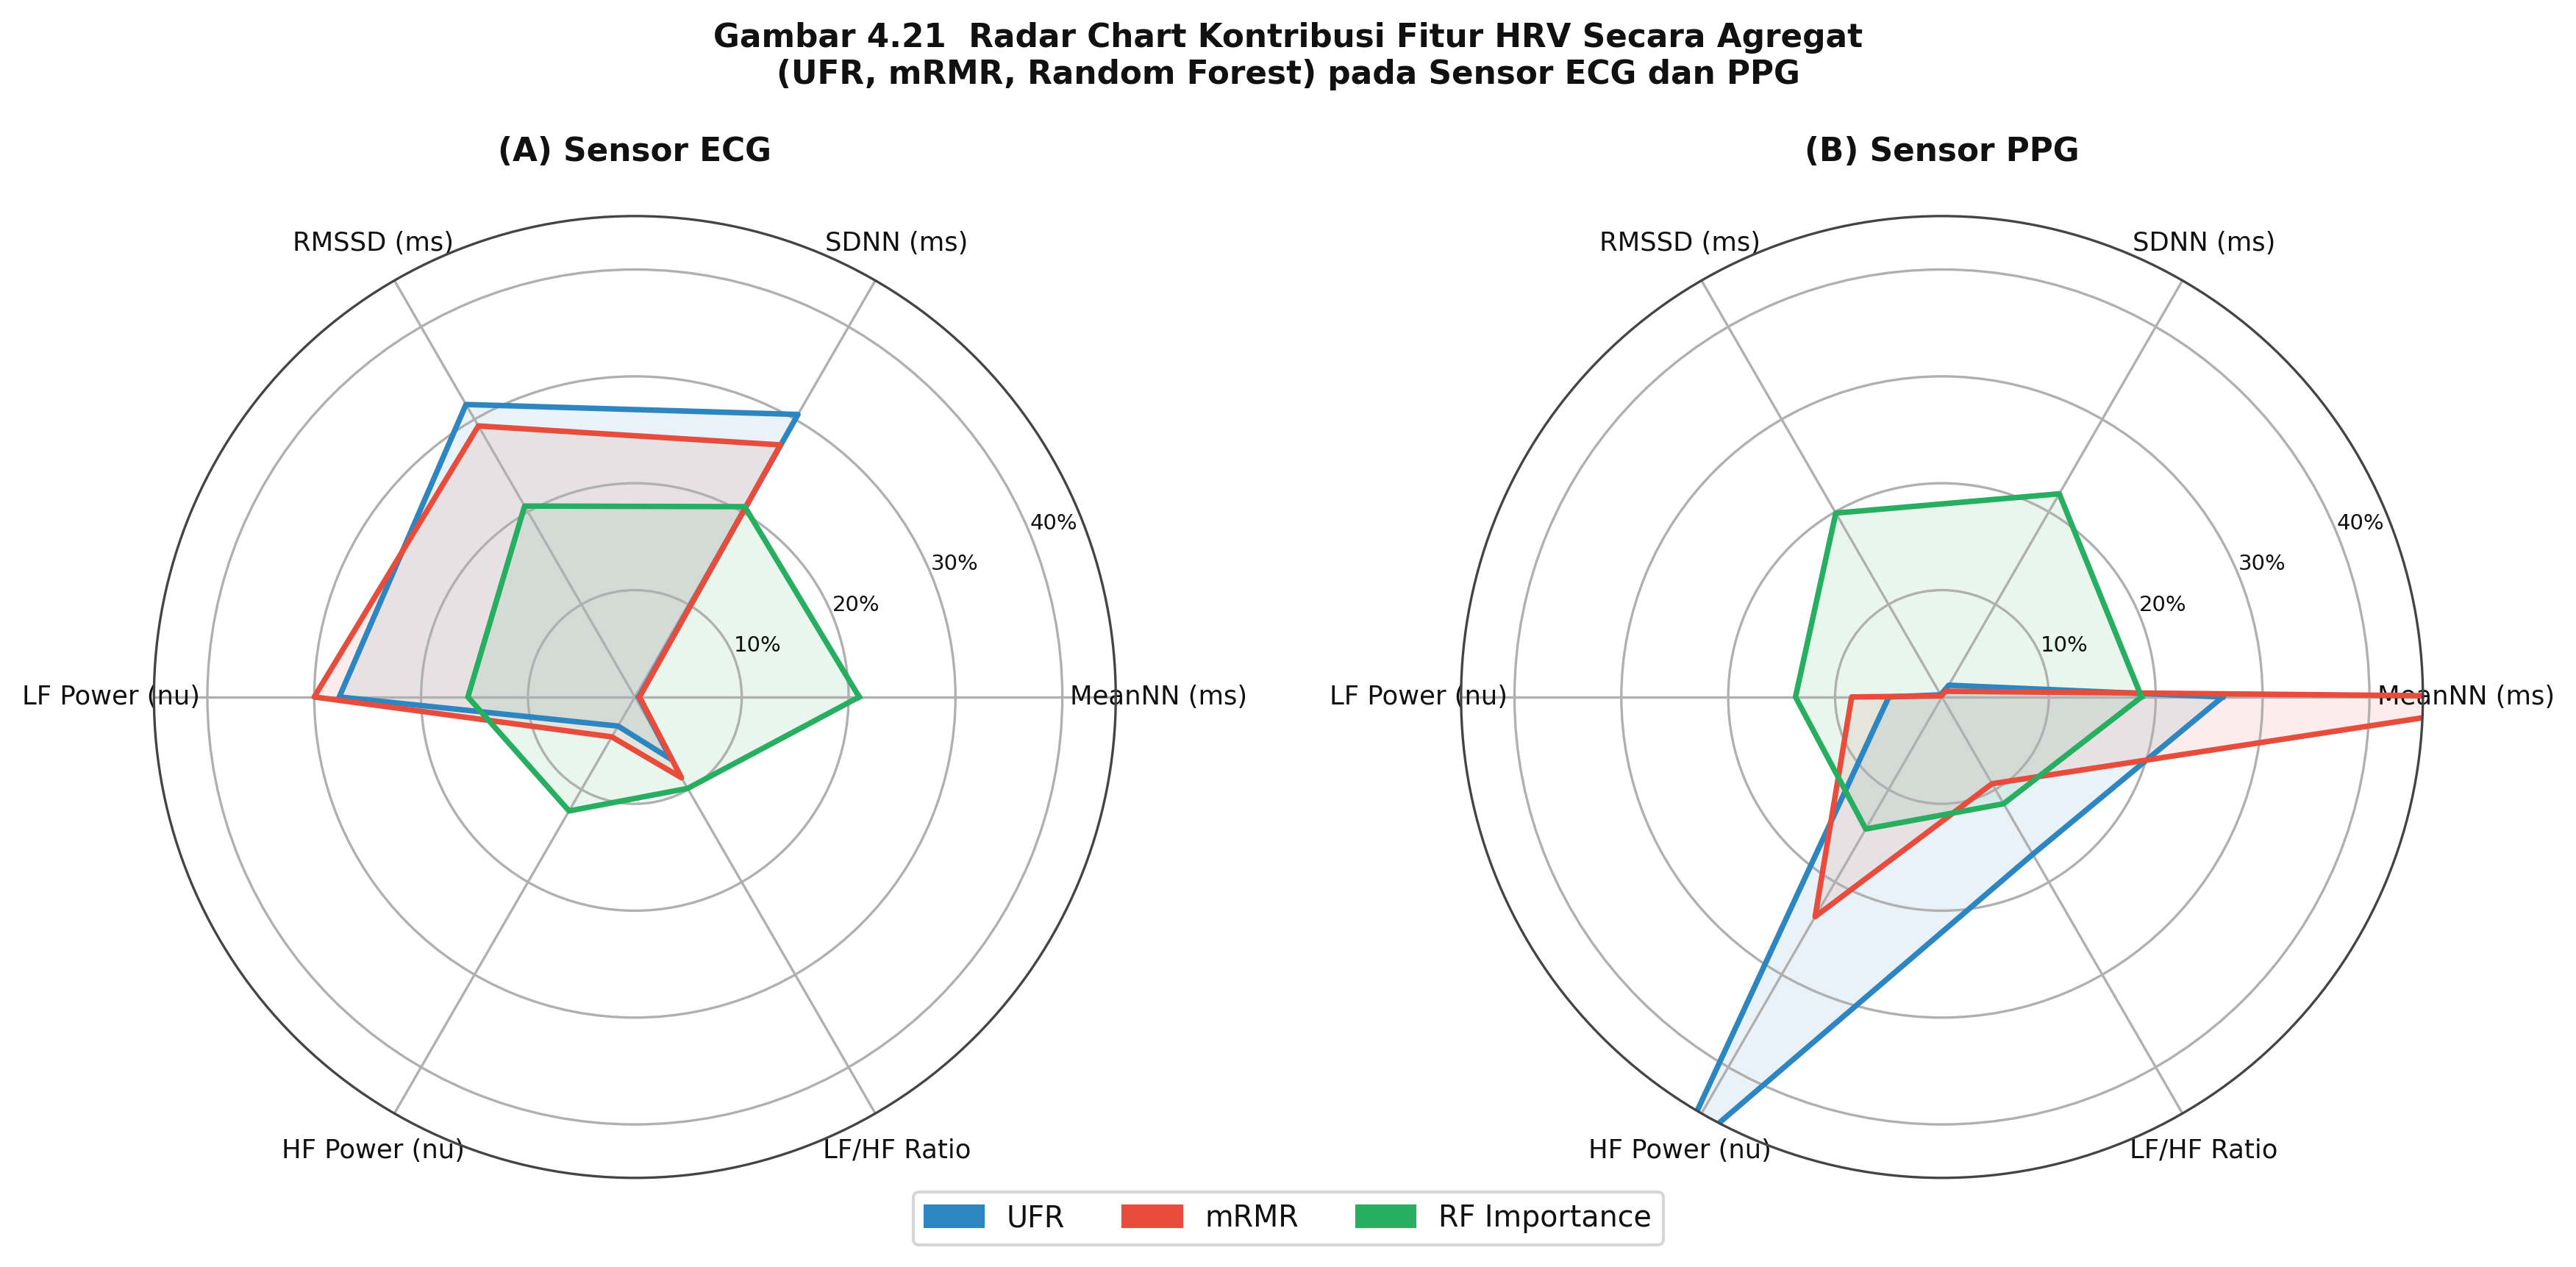 Gambar 4.21  Radar Chart Kontribusi Fitur HRV Secara Agregat
(UFR, mRMR, Random Forest) pada Sensor ECG dan PPG
(A) Sensor ECG
RMSSD (ms)
SDNN (ms)
40%
30%
20%
10%
LF Power (nu)
MeanNN (ms)
HF Power (nu)
LF/HF Ratio
(B) Sensor PPG
RMSSD (ms)
SDNN (ms)
40%
30%
20%
10%
LF Power (nu)
MeanNN (ms)
HF Power (nu)
LF/HF Ratio
UFR
mRMR
RF Importance